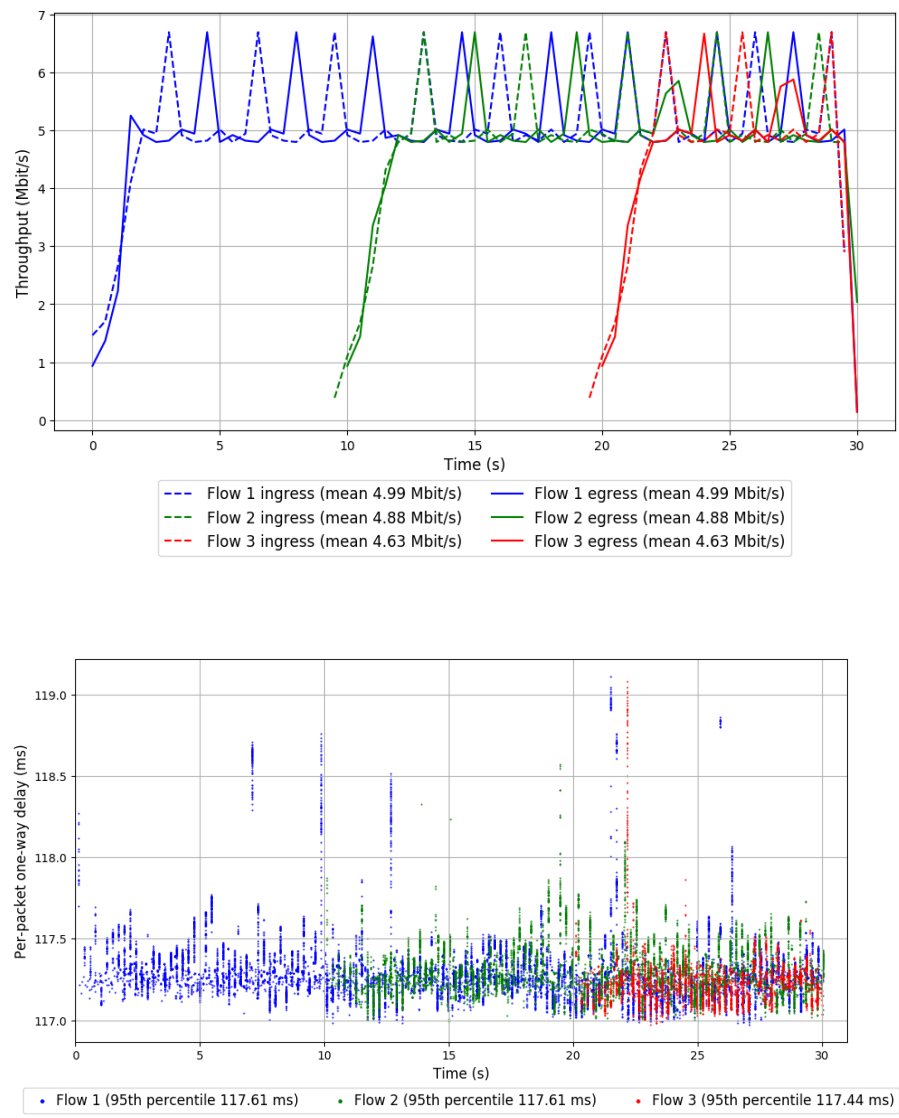 7
6
5
4
3
2
1
0
Throughput (Mbit/s)
0 5 10 15 20 25 30
Time (s)
Flow 1 ingress (mean 4.99 Mbit/s) Flow 1 egress (mean 4.99 Mbit/s)
Flow 2 ingress (mean 4.88 Mbit/s) Flow 2 egress (mean 4.88 Mbit/s)
Flow 3 ingress (mean 4.63 Mbit/s) Flow 3 egress (mean 4.63 Mbit/s)
119.0
118.5
118.0
117.5
117.0
Per-packet one-way delay (ms)
0 5 10 15 20 25 30
Time (s)
Flow 1 (95th percentile 117.61 ms) Flow 2 (95th percentile 117.61 ms) Flow 3 (95th percentile 117.44 ms)